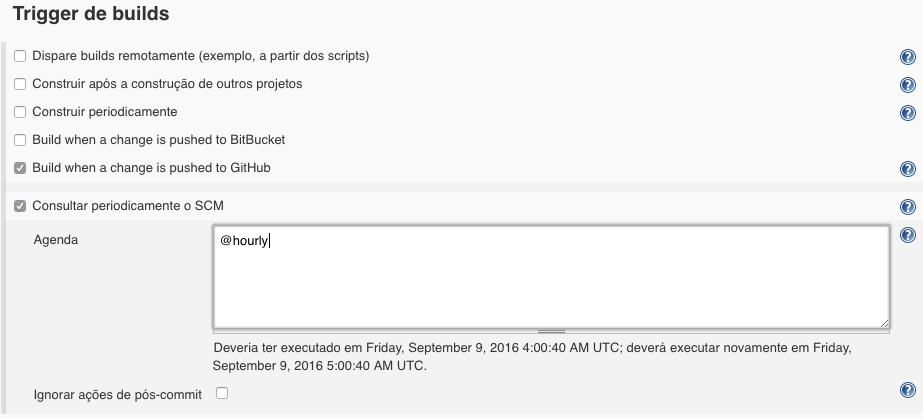 Trigger de builds
Dispare builds remotamente (exemplo, a partir dos scripts)
Construir após a construção de outros projetos
Construir periodicamente
Build when a change is pushed to BitBucket
Build when a change is pushed to GitHub
Consultar periodicamente o SCM
Agenda
@hourly
Deveria ter executado em Friday, September 9, 2016 4:00:40 AM UTC; deverá executar novamente em Friday,
September 9, 2016 5:00:40 AM UTC.
Ignorar ações de pós-commit